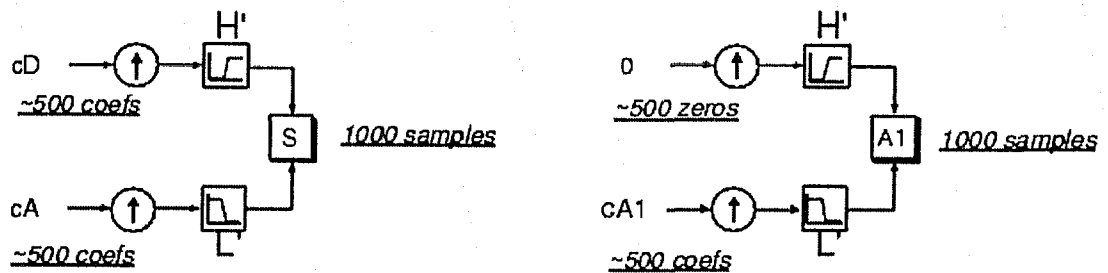 H'
cD
~500 coefs
S
1000 samples
cA
~500 coefs
L'
H'
0
~500 zeros
A1
1000 samples
cA1
~500 coefs
L'